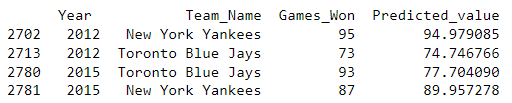 Year Team_Name Games_Won Predicted_value
2702 2012 New York Yankees 95 94.979085
2713 2012 Toronto Blue Jays 73 74.746766
2780 2015 Toronto Blue Jays 93 77.704090
2781 2015 New York Yankees 87 89.957278